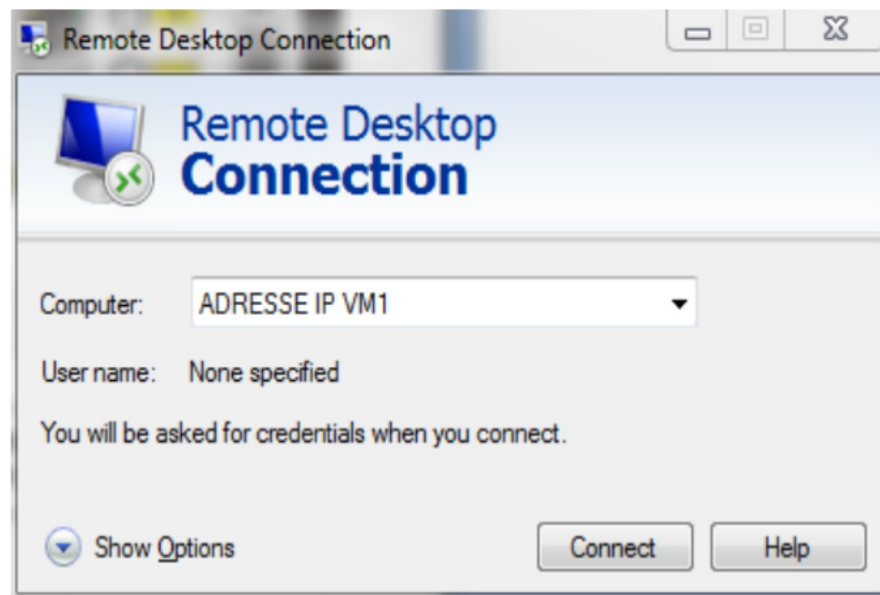 Remote Desktop Connection
Remote Desktop
Connection
Computer: ADRESSE IP VM1
User name: None specified
You will be asked for credentials when you connect.
Show Options Connect Help